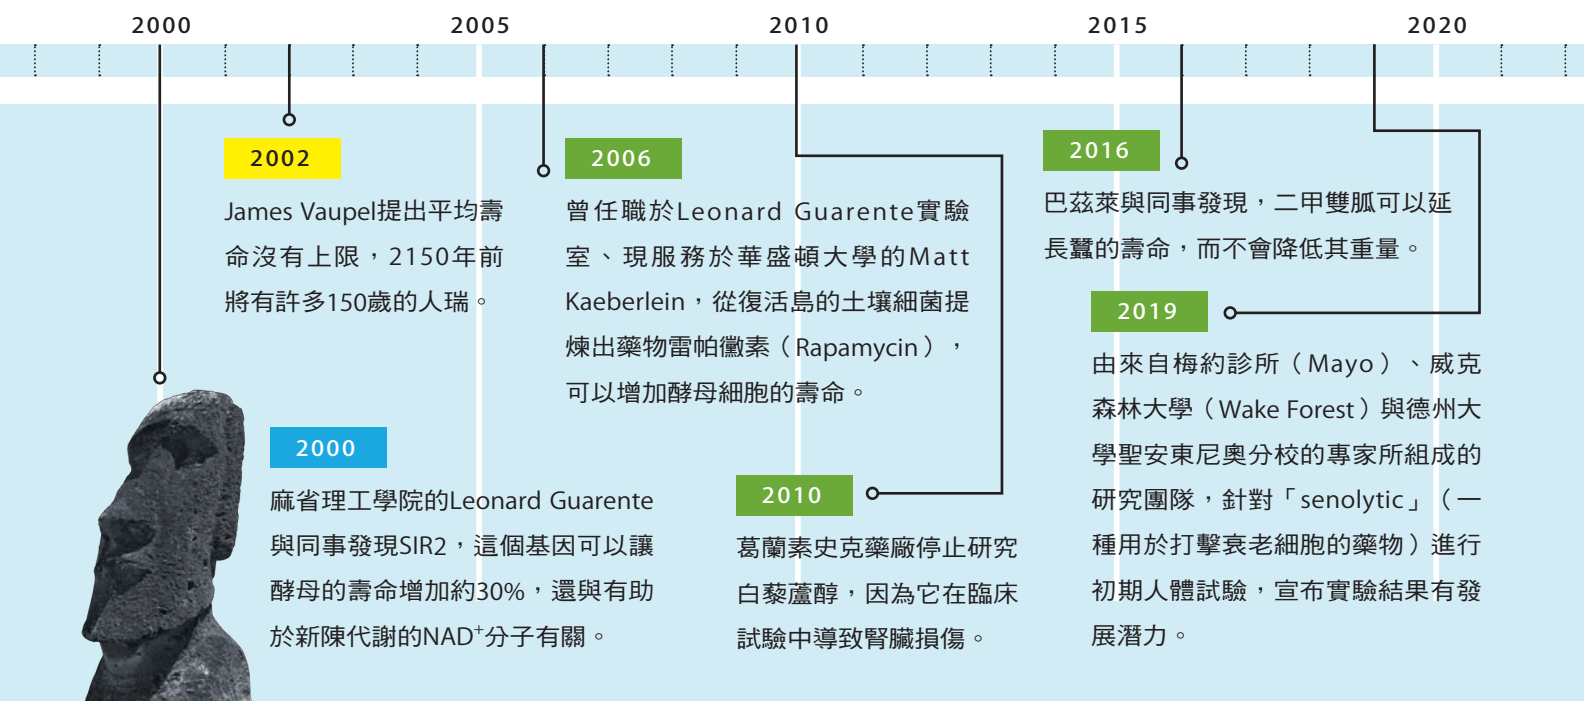 2000
2005
2010
2015
2020
2002
James Vaupel提出平均壽
命沒有上限，2150年前
將有許多150歲的人瑞。
2006
曾任職於Leonard Guarente實驗
室、現服務於華盛頓大學的Matt
Kaeberlein，從復活島的土壤細菌提
煉出藥物雷帕黴素（Rapamycin），
可以增加酵母細胞的壽命。
2016
巴茲萊與同事發現，二甲雙胍可以延
長蠶的壽命，而不會降低其重量。
2019
由來自梅約診所（Mayo）、威克
森林大學（Wake Forest）與德州大
學聖安東尼奧分校的專家所組成的
研究團隊，針對「senolytic」（一
種用於打擊衰老細胞的藥物）進行
初期人體試驗，宣布實驗結果有發
展潛力。
2000
麻省理工學院的Leonard Guarente
與同事發現SIR2，這個基因可以讓
酵母的壽命增加約30%，還與有助
於新陳代謝的NAD⁺分子有關。
2010
葛蘭素史克藥廠停止研究
白藜蘆醇，因為它在臨床
試驗中導致腎臟損傷。